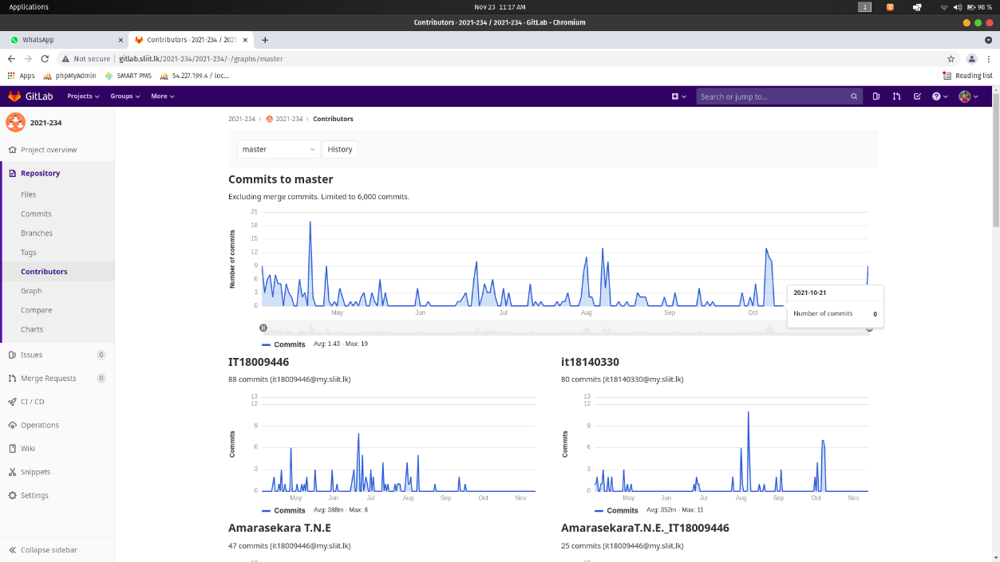 Applications
Nov 23 11:17 AM
1
98 %
Contributors · 2021-234 / 2021-234 · GitLab - Chromium
WhatsApp
Contributors · 2021-234 / 2021
Not secure
gitlab.sliit.lk/2021-234/2021-234/-/graphs/master
Apps
phpMyAdmin
SMART PMS
54.227.199.4 / loc...
Reading list
GitLab
Projects
Groups
More
Search or jump to...
2021-234
Project overview
Repository
Files
Commits
Branches
Tags
Contributors
Graph
Compare
Charts
Issues 0
Merge Requests 0
CI / CD
Operations
Wiki
Snippets
Settings
Collapse sidebar
2021-234 › 2021-234 › Contributors
master
History
Commits to master
Excluding merge commits. Limited to 6,000 commits.
Number of commits
21
18
15
12
9
6
3
0
May Jun Jul Aug Sep Oct
2021-10-21
Number of commits 0
Commits Avg: 1.43 · Max: 19
IT18009446
88 commits (it18009446@my.sliit.lk)
Commits
13
12
9
6
3
0
May Jun Jul Aug Sep Oct Nov
Commits Avg: 388m · Max: 8
it18140330
80 commits (it18140330@my.sliit.lk)
Commits
13
12
9
6
3
0
May Jun Jul Aug Sep Oct Nov
Commits Avg: 352m · Max: 11
Amarasekara T.N.E
47 commits (it18009446@my.sliit.lk)
AmarasekaraT.N.E._IT18009446
25 commits (it18009446@my.sliit.lk)